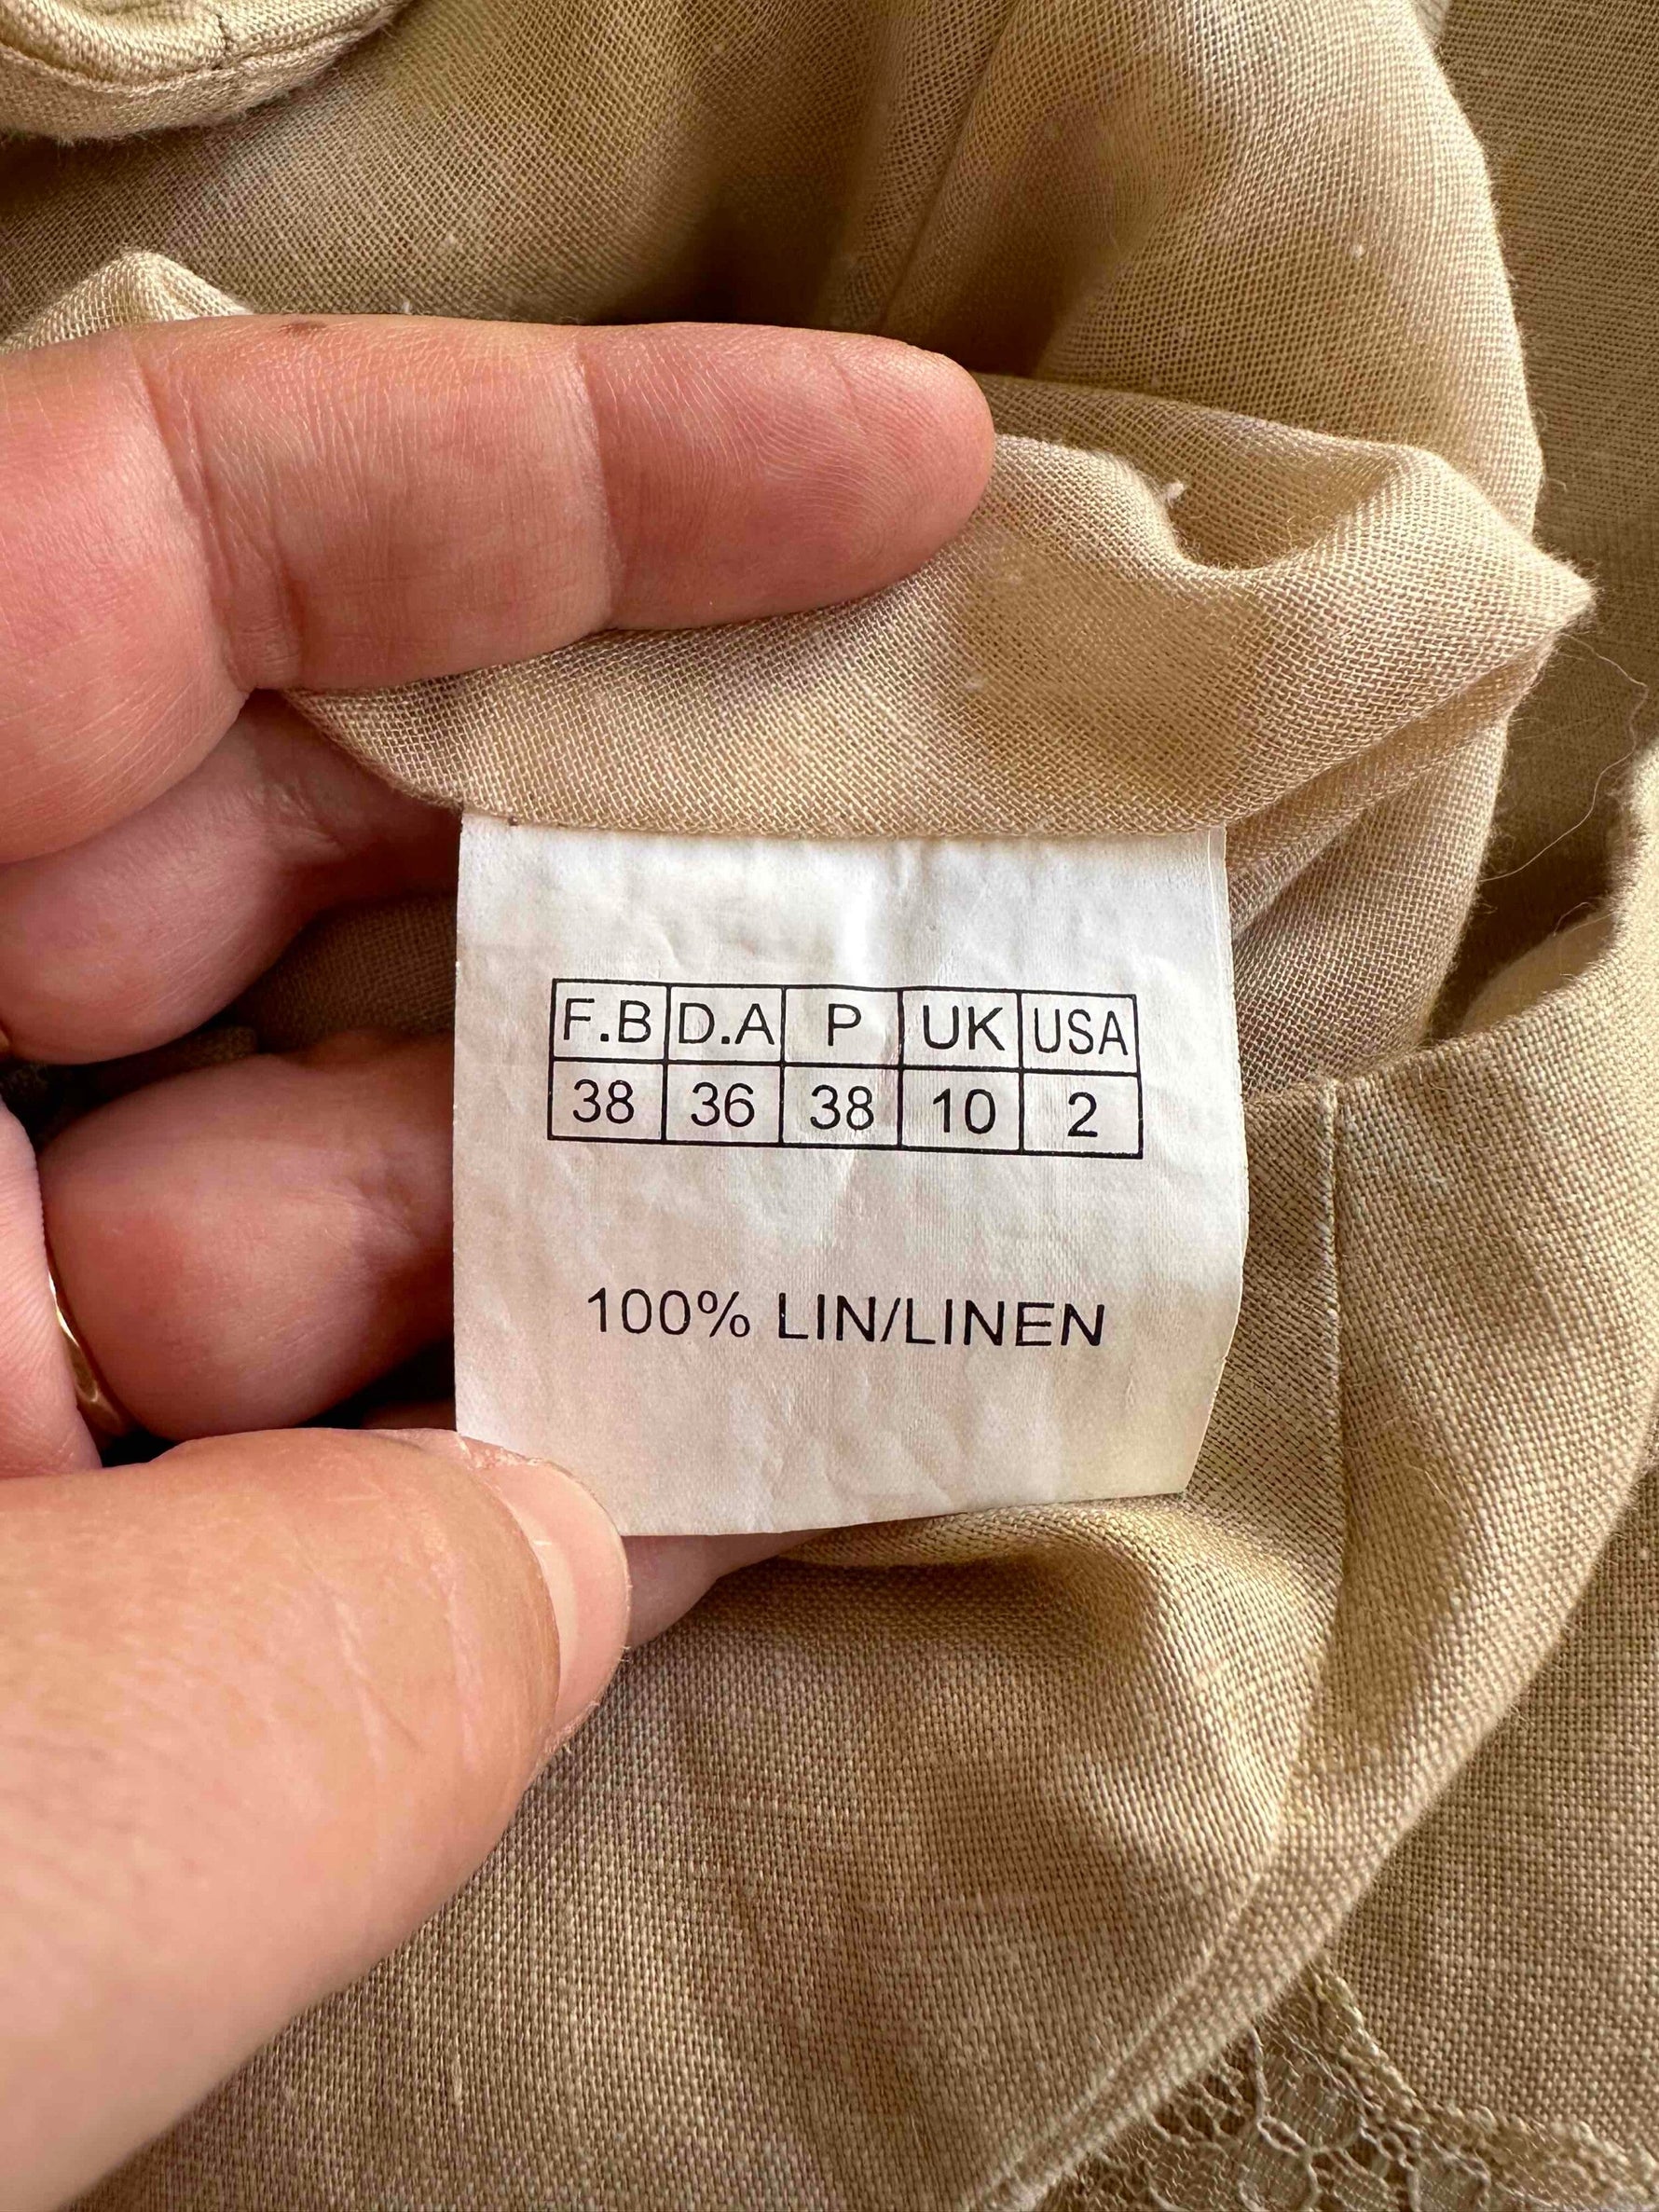 F.B D.A P UK USA
38 36 38 10 2
100% LIN/LINEN